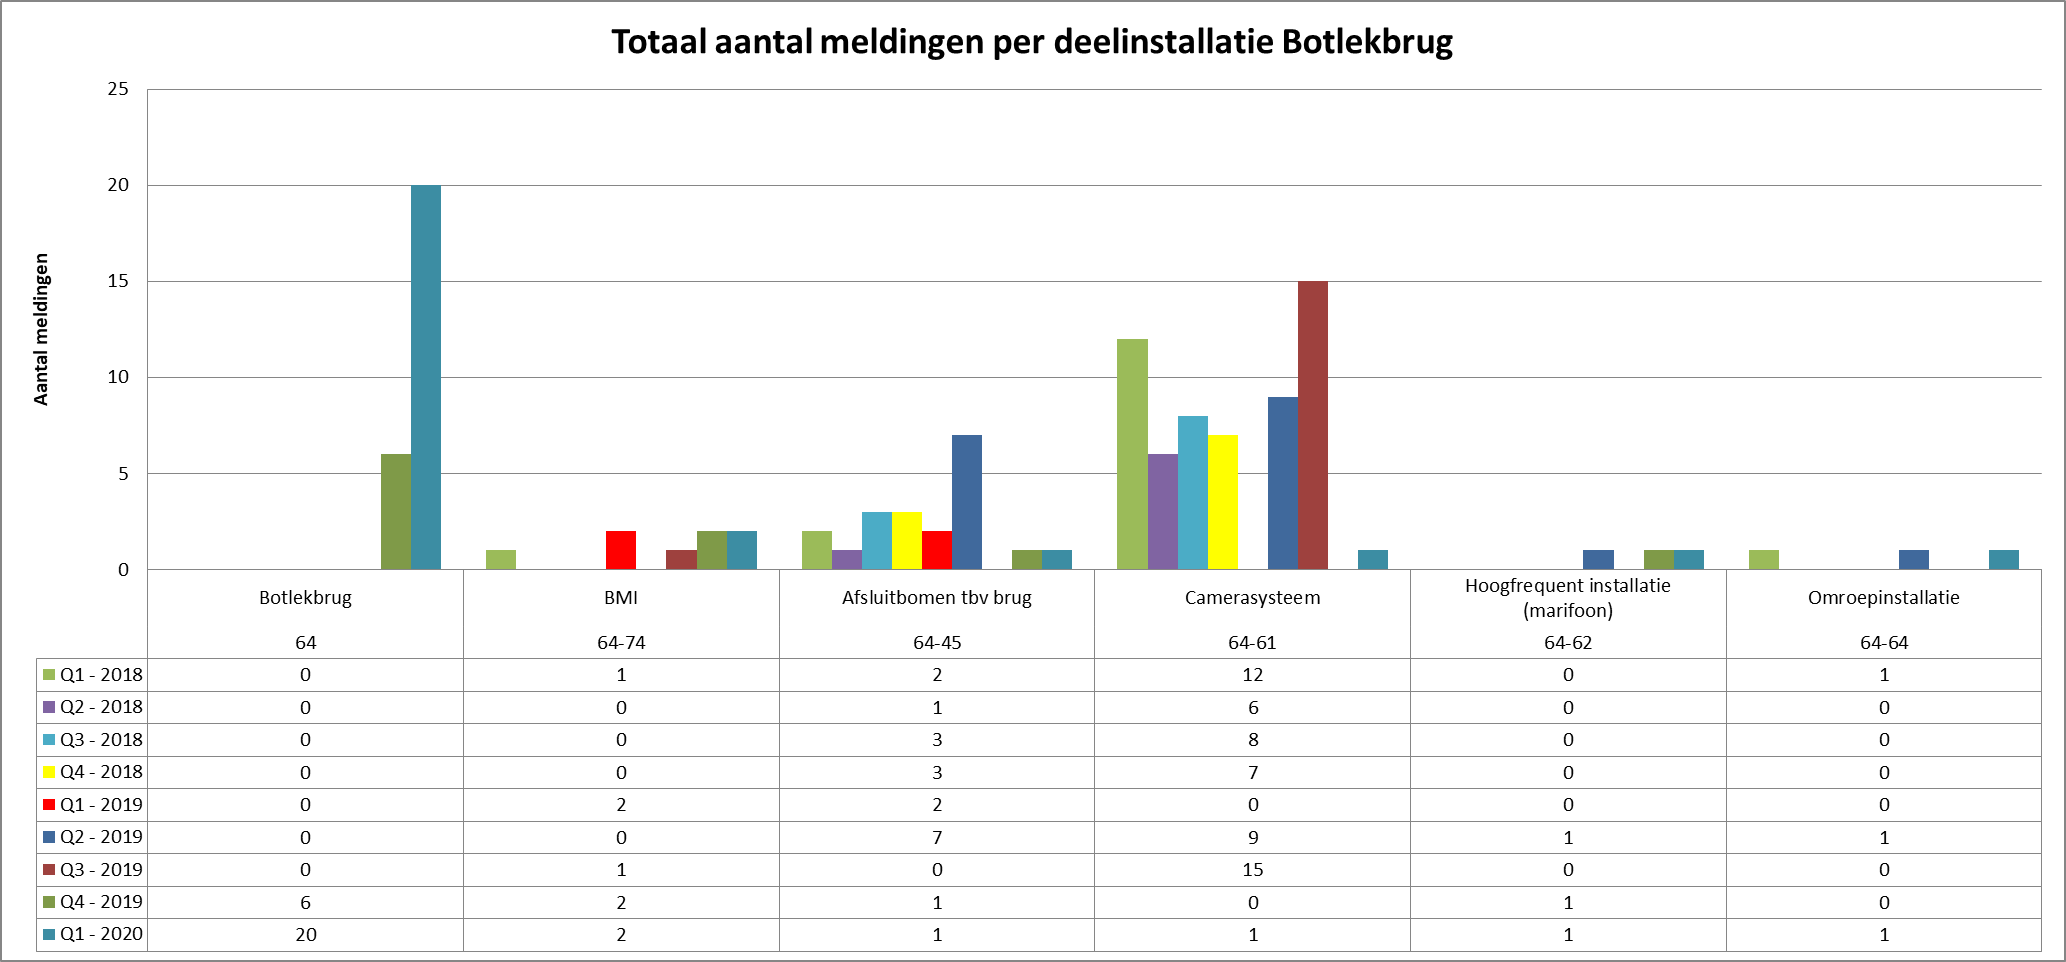 Totaal aantal meldingen per deelinstallatie Botlekbrug
Aantal meldingen
25
20
15
10
5
0
Botlekbrug BMI Afsluitbomen tbv brug Camerasysteem Hoogfrequent installatie Omroepinstallatie
(marifoon)
64 64-74 64-45 64-61 64-62 64-64
Q1 - 2018 0 1 2 12 0 1
Q2 - 2018 0 0 1 6 0 0
Q3 - 2018 0 0 3 8 0 0
Q4 - 2018 0 0 3 7 0 0
Q1 - 2019 0 2 2 0 0 0
Q2 - 2019 0 0 7 9 1 1
Q3 - 2019 0 1 0 15 0 0
Q4 - 2019 6 2 1 0 1 0
Q1 - 2020 20 2 1 1 1 1